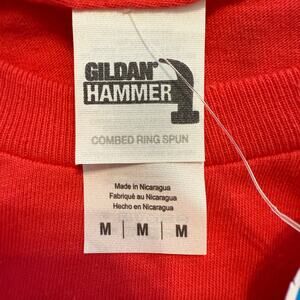 GILDAN®
HAMMER
COMBED RING SPUN
Made in Nicaragua
Fabriqué au Nicaragua
Hecho en Nicaragua
M | M | M